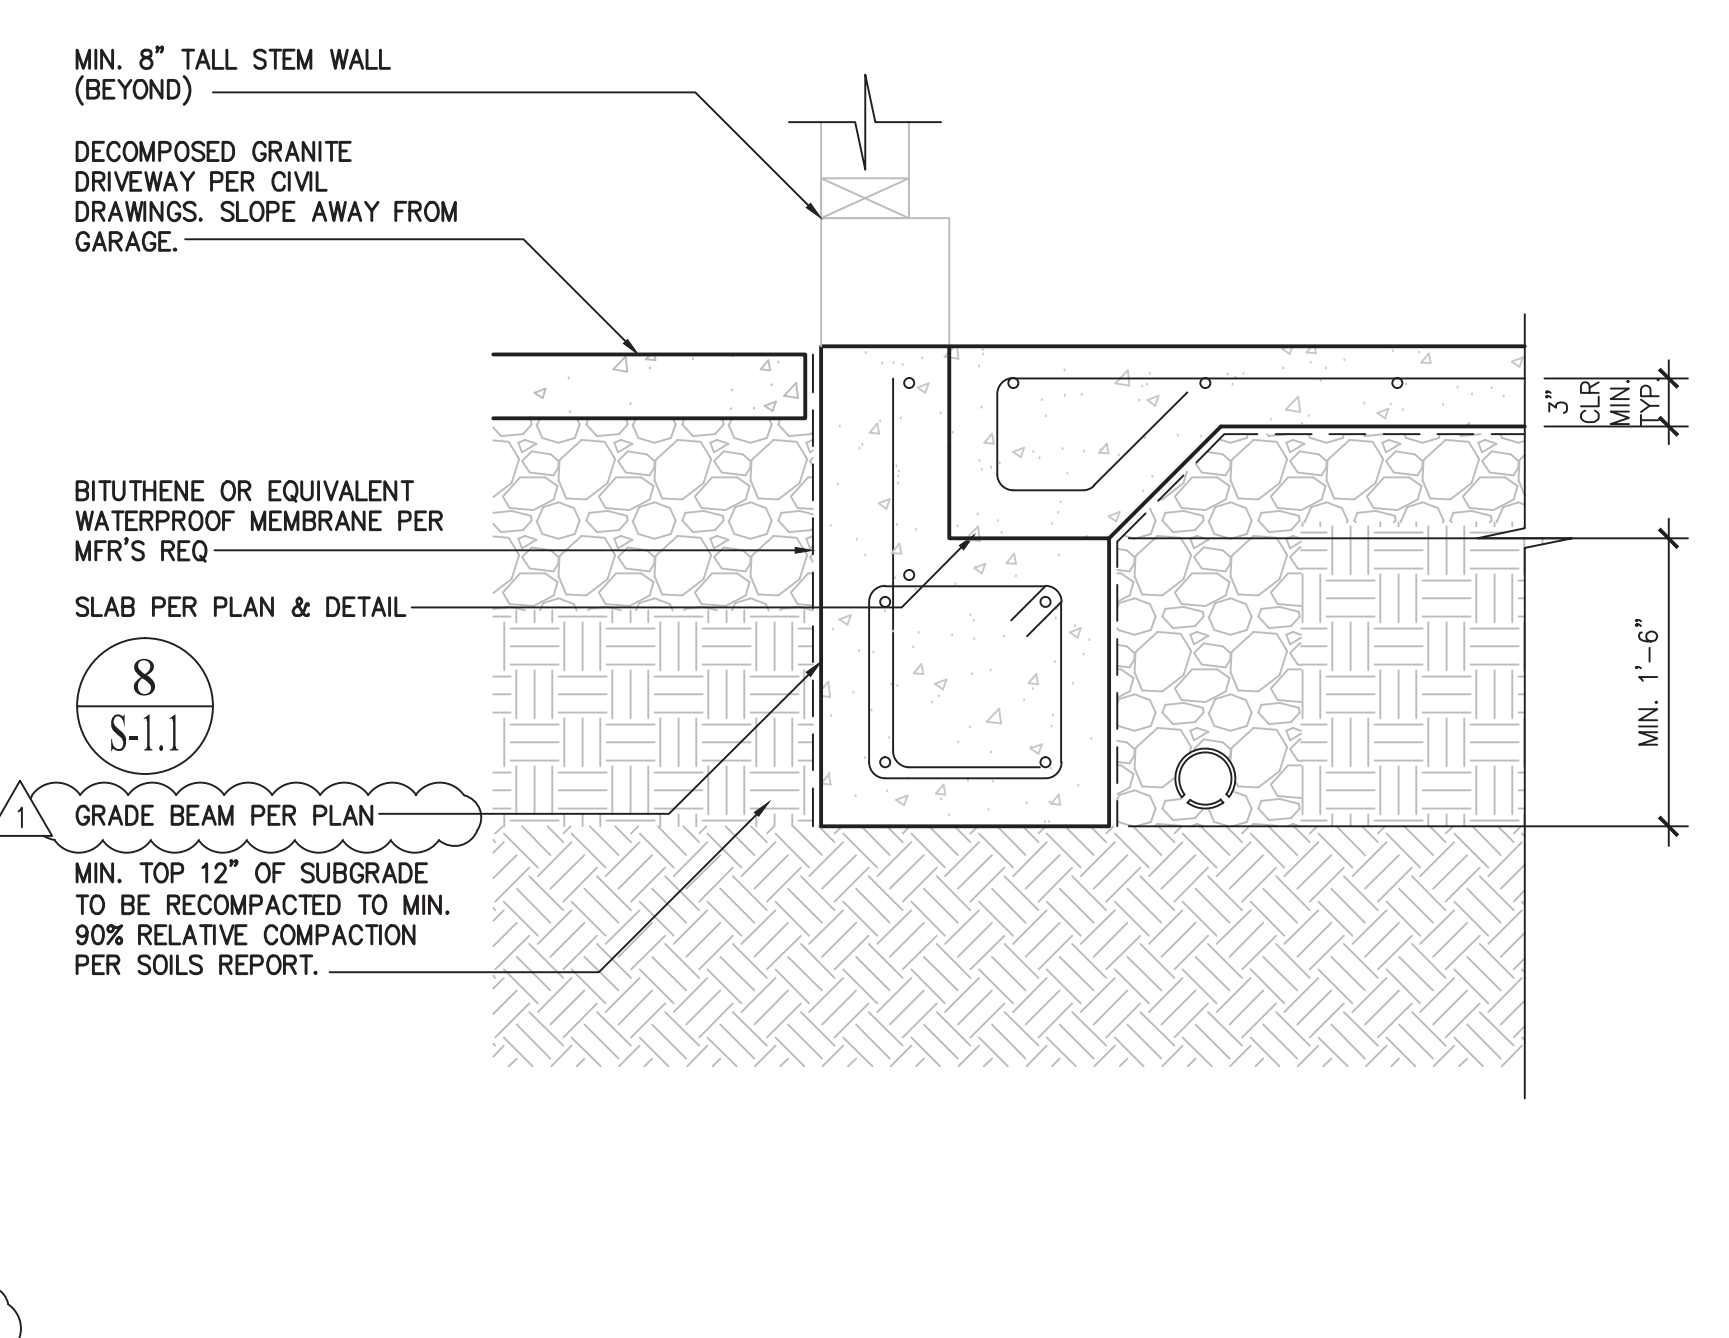 MIN. 8" TALL STEM WALL
(BEYOND)
DECOMPOSED GRANITE
DRIVEWAY PER CIVIL
DRAWINGS. SLOPE AWAY FROM
GARAGE.
3"
CLR
MIN.
TYP.
BITUTHENE OR EQUIVALENT
WATERPROOF MEMBRANE PER
MFR'S REQ
SLAB PER PLAN & DETAIL
8
S-1.1
MIN. 1'-6"
1
GRADE BEAM PER PLAN
MIN. TOP 12" OF SUBGRADE
TO BE RECOMPACTED TO MIN.
90% RELATIVE COMPACTION
PER SOILS REPORT.